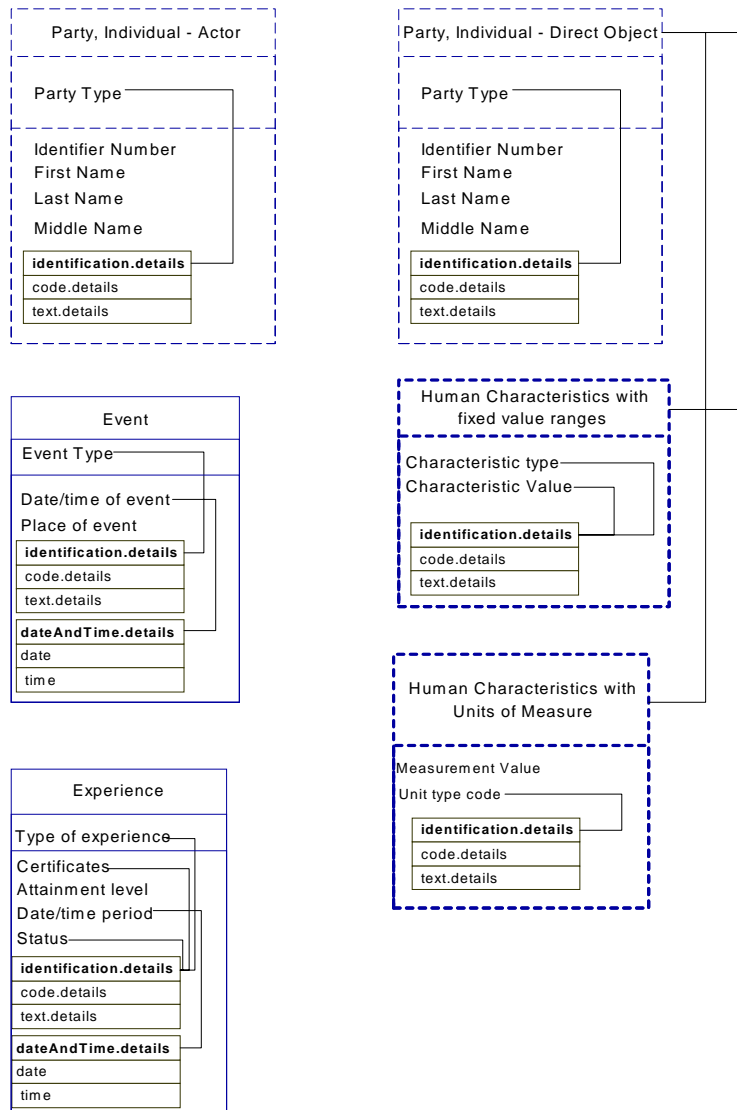 Party, Individual - Actor
Party Type
Identifier Number
First Name
Last Name
Middle Name
identification.details
code.details
text.details
Party, Individual - Direct Object
Party Type
Identifier Number
First Name
Last Name
Middle Name
identification.details
code.details
text.details
Event
Event Type
Date/time of event
Place of event
identification.details
code.details
text.details
dateAndTime.details
date
time
Human Characteristics with
fixed value ranges
Characteristic type
Characteristic Value
identification.details
code.details
text.details
Human Characteristics with
Units of Measure
Measurement Value
Unit type code
identification.details
code.details
text.details
Experience
Type of experience
Certificates
Attainment level
Date/time period
Status
identification.details
code.details
text.details
dateAndTime.details
date
time